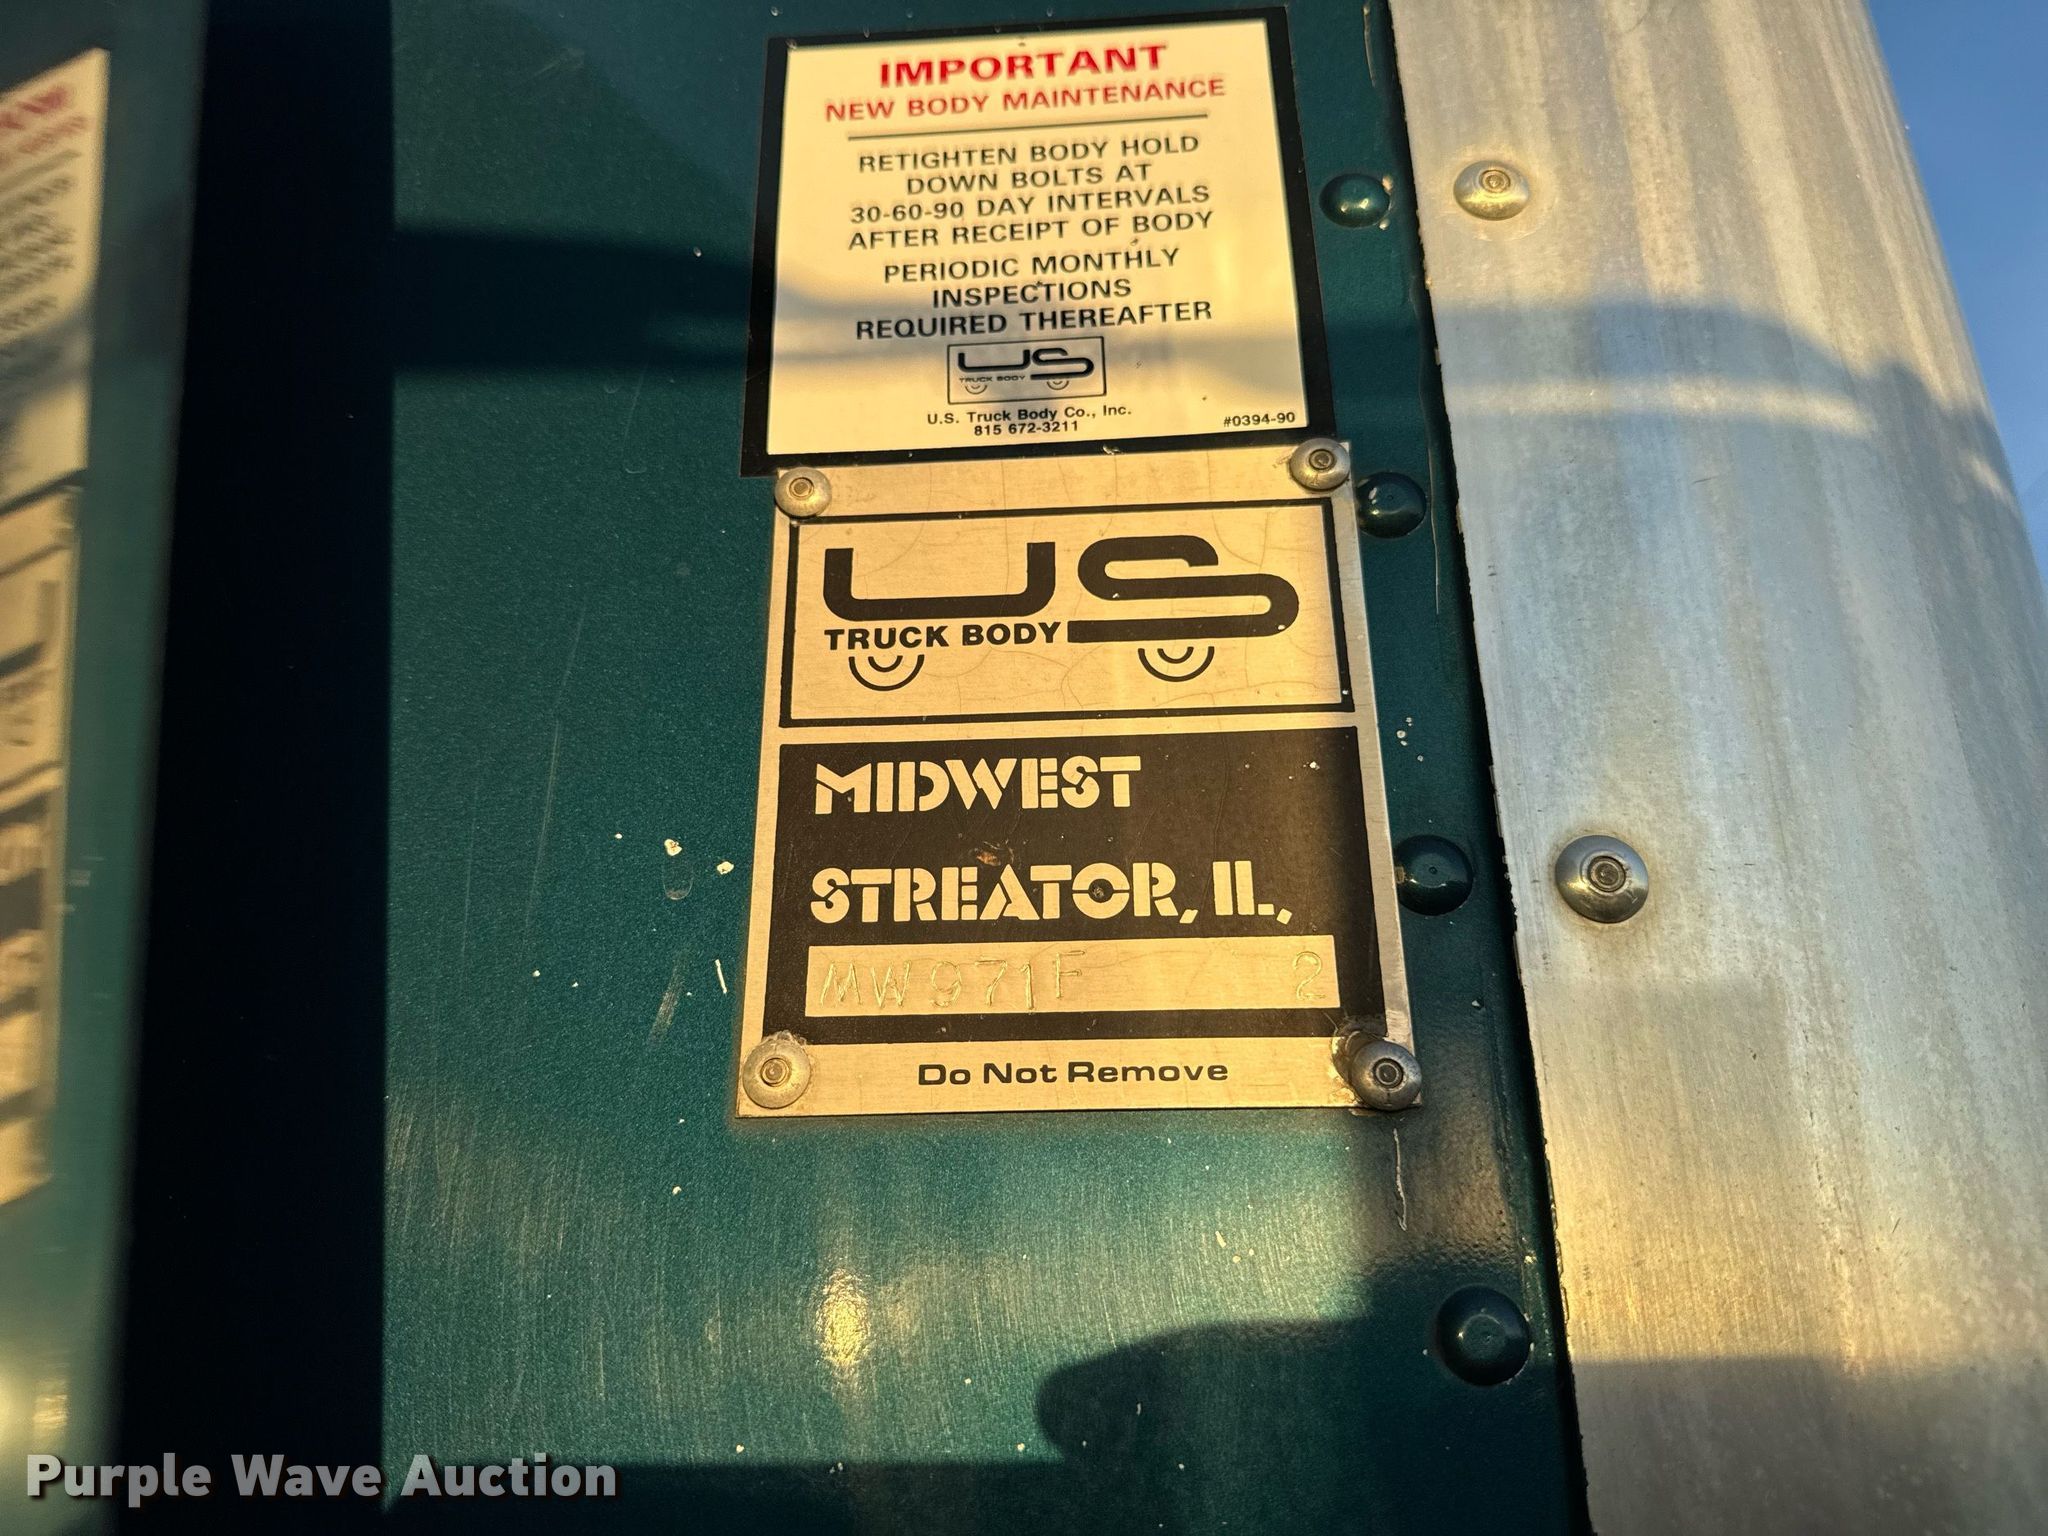 IMPORTANT
NEW BODY MAINTENANCE
RETIGHTEN BODY HOLD
DOWN BOLTS AT
30-60-90 DAY INTERVALS
AFTER RECEIPT OF BODY
PERIODIC MONTHLY
INSPECTIONS
REQUIRED THEREAFTER
US
TRUCK BODY
U.S. Truck Body Co., Inc.
815 672-3211
#0394-90
US
TRUCK BODY
MIDWEST
STREATOR, IL,
MW971F 2
Do Not Remove
Purple Wave Auction